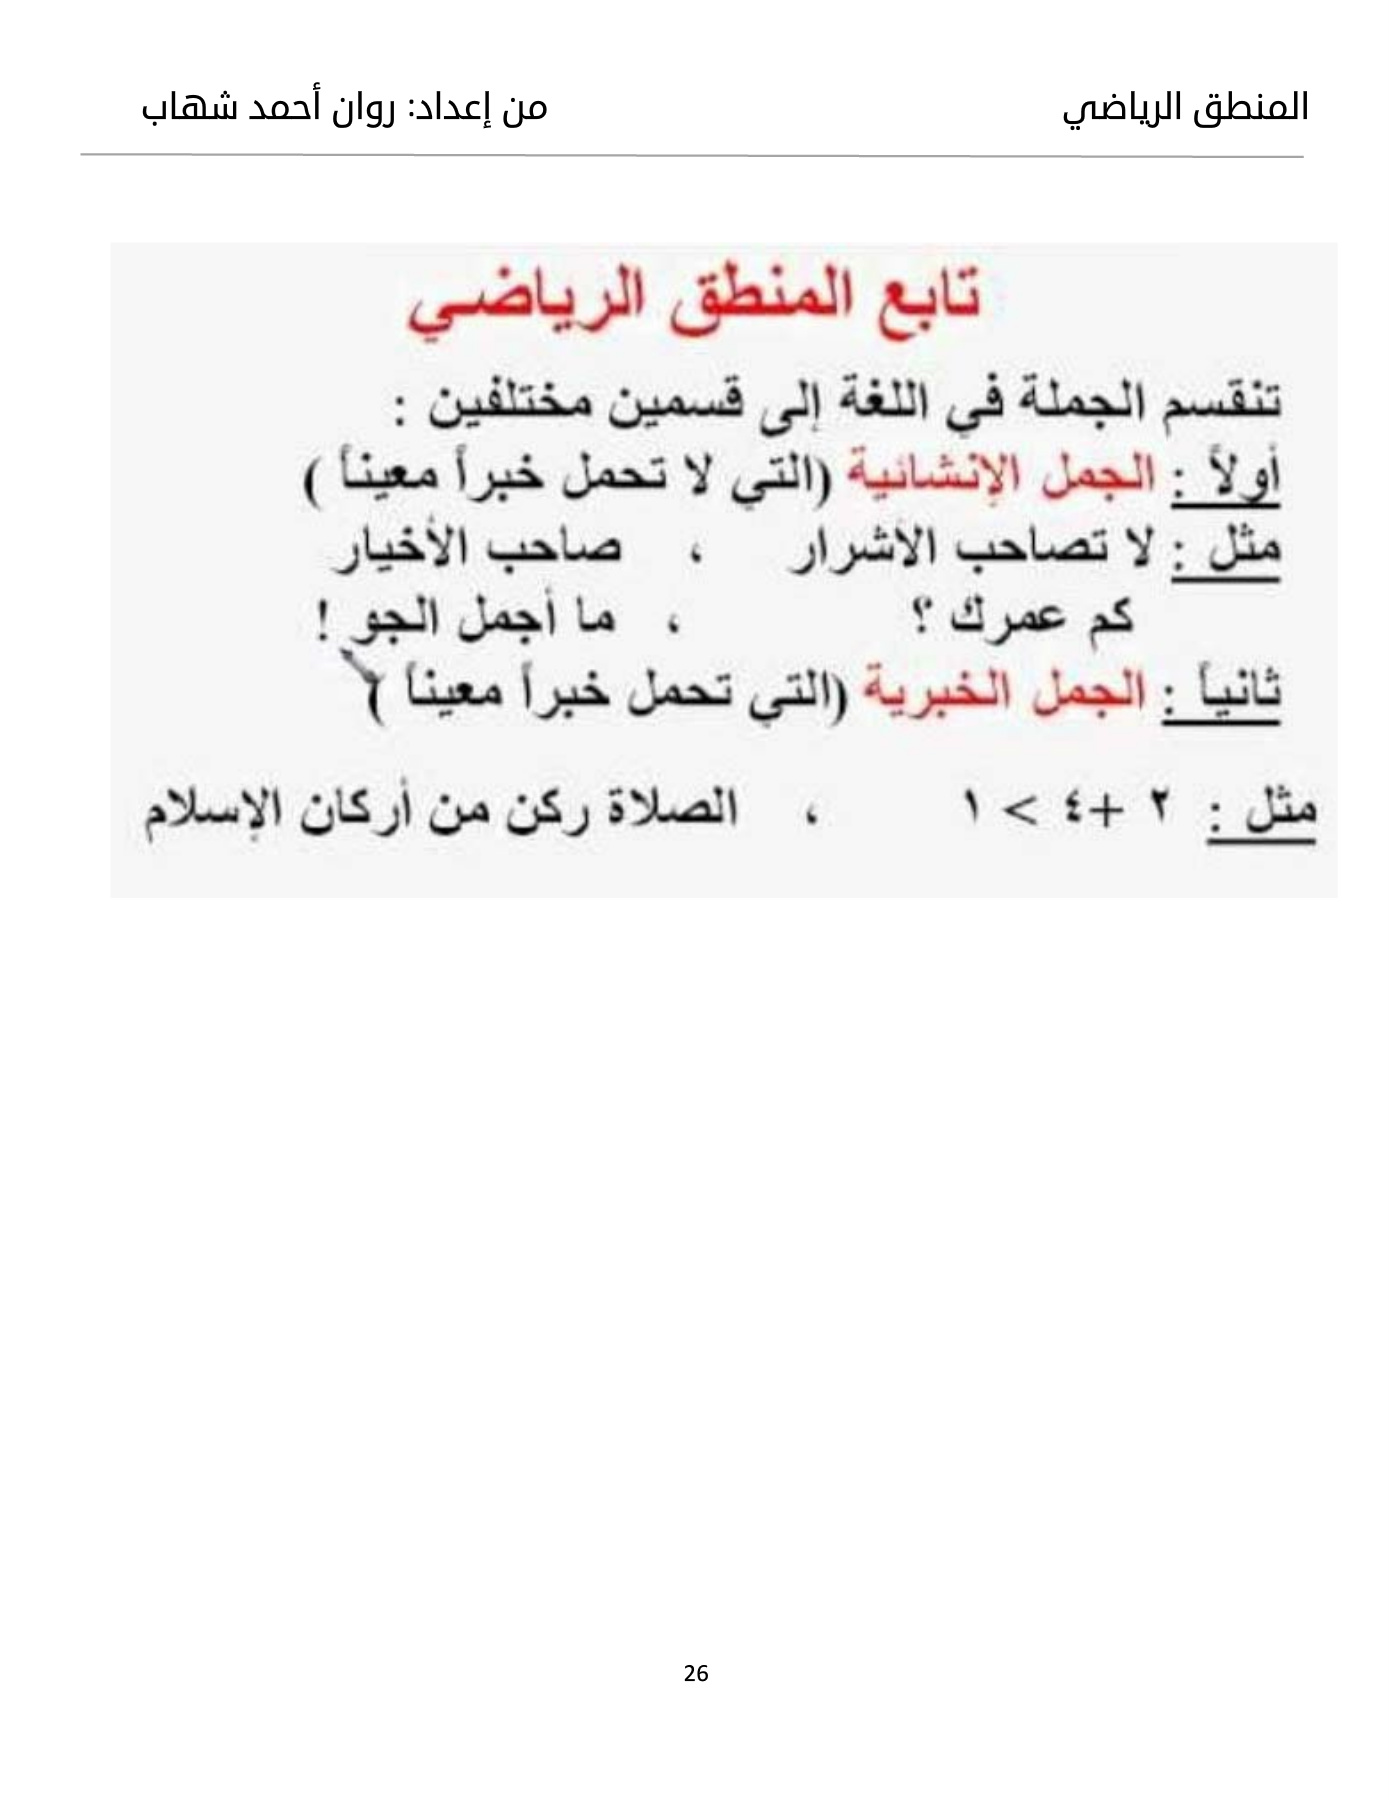 المنطق الرياضي من إعداد: روان أحمد شهاب
تابع المنطق الرياضي
تنقسم الجملة في اللغة إلى قسمين مختلفين :
أولاً : الجمل الإنشائية (التي لا تحمل خبراً معيناً )
مثل : لا تصاحب الأشرار ، صاحب الأخيار
كم عمرك ؟ ، ما أجمل الجو !
ثانياً : الجمل الخبرية (التي تحمل خبراً معيناً )
مثل : ٢ +٤ > ١ ، الصلاة ركن من أركان الإسلام
26